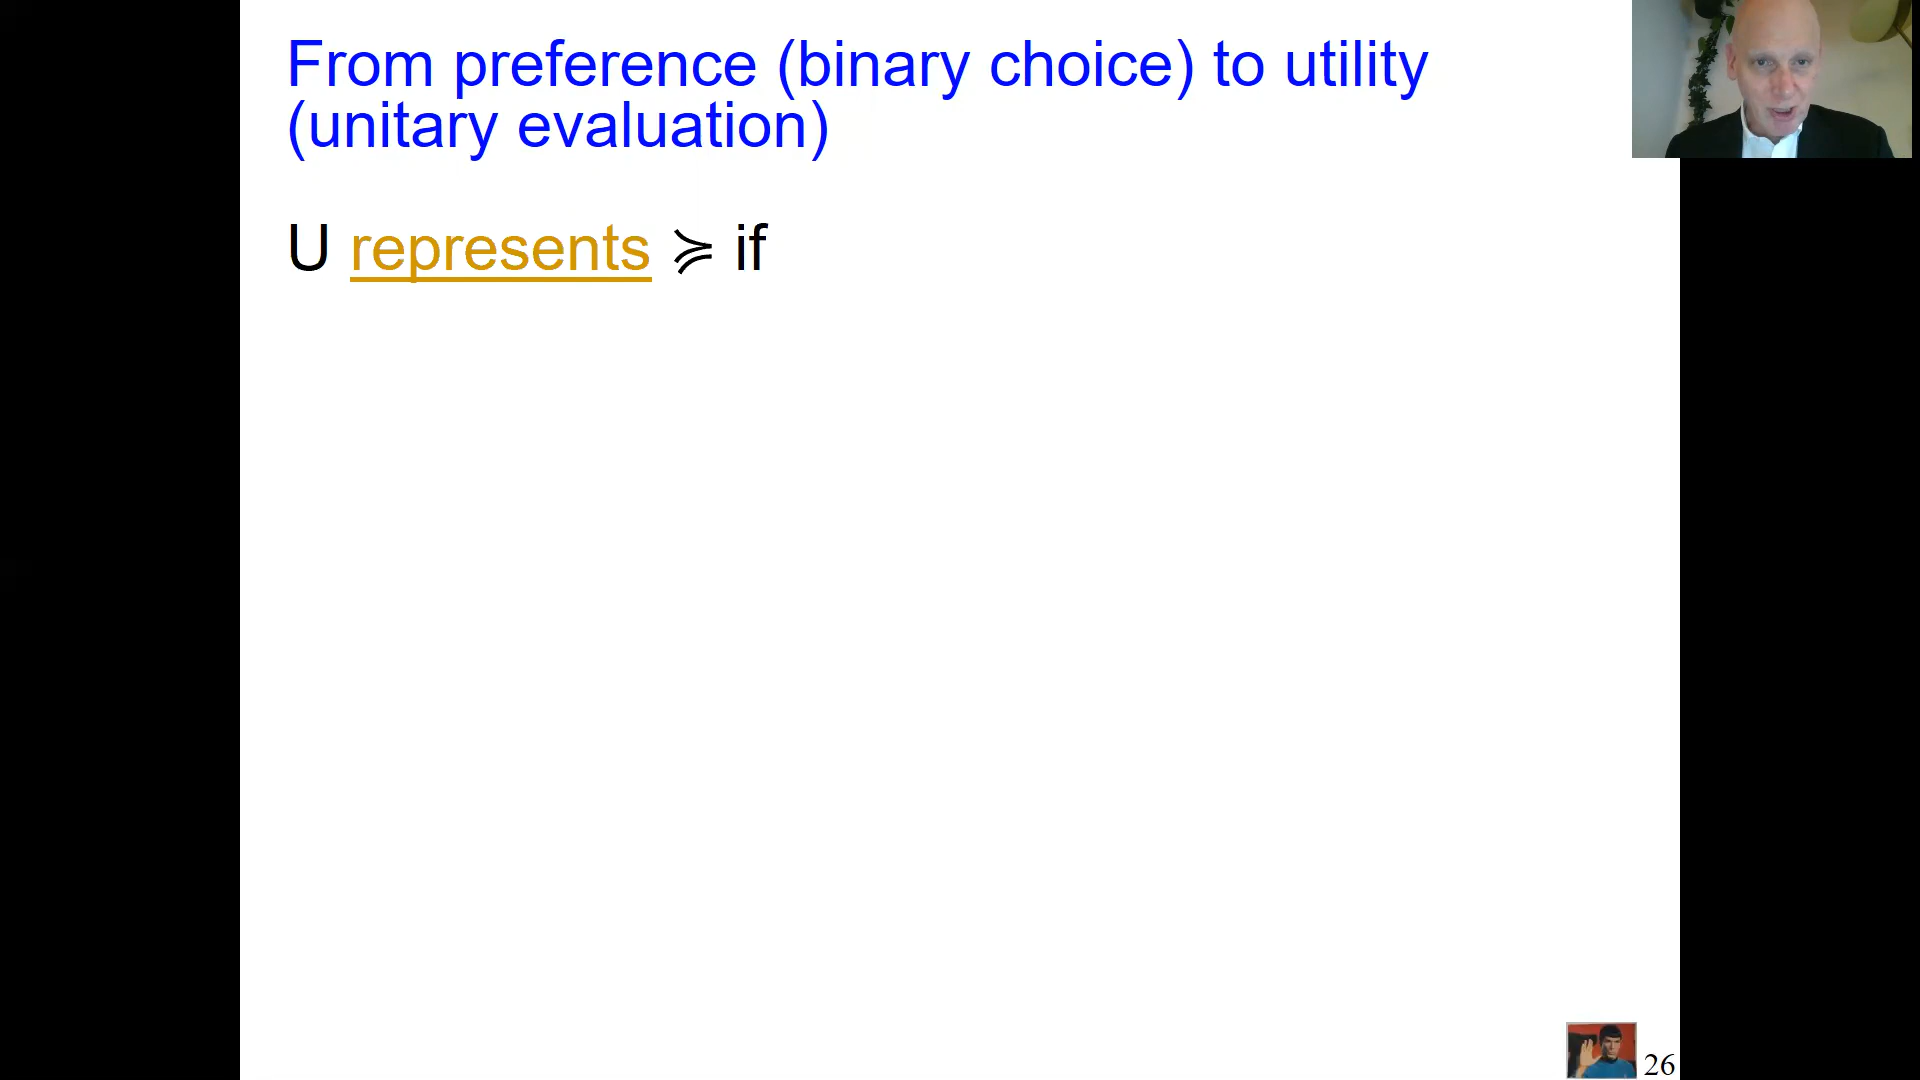 From preference (binary choice) to utility
(unitary evaluation)
U represents ≽ if
26